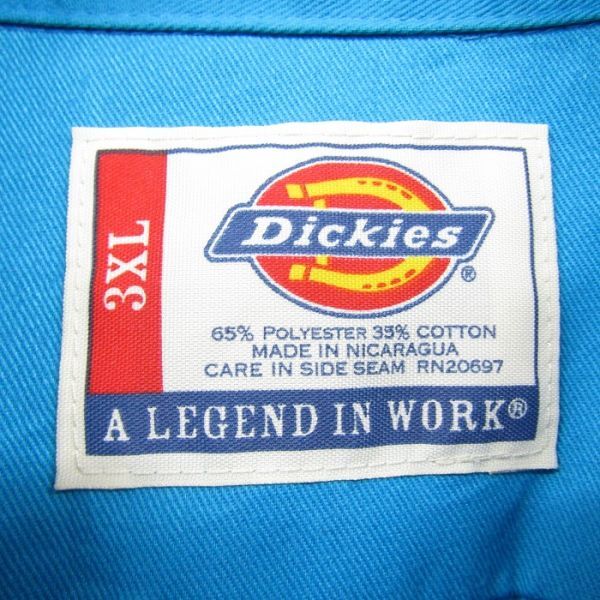 3XL
Dickies®
65% POLYESTER 35% COTTON
MADE IN NICARAGUA
CARE IN SIDE SEAM RN20697
A LEGEND IN WORK®